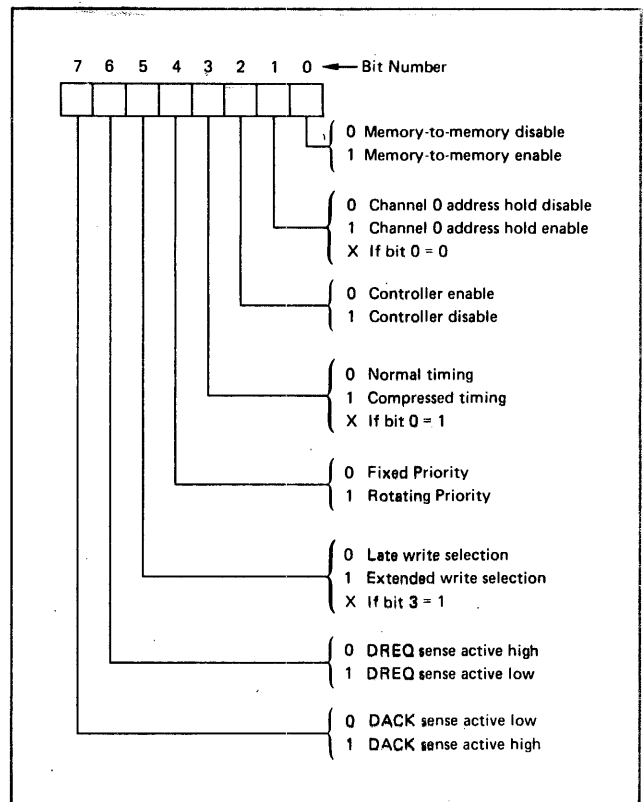 7 6 5 4 3 2 1 0 Bit Number
0 Memory-to-memory disable
1 Memory-to-memory enable
0 Channel 0 address hold disable
1 Channel 0 address hold enable
X If bit 0 = 0
0 Controller enable
1 Controller disable
0 Normal timing
1 Compressed timing
X If bit 0 = 1
0 Fixed Priority
1 Rotating Priority
0 Late write selection
1 Extended write selection
X If bit 3 = 1
0 DREQ sense active high
1 DREQ sense active low
0 DACK sense active low
1 DACK sense active high